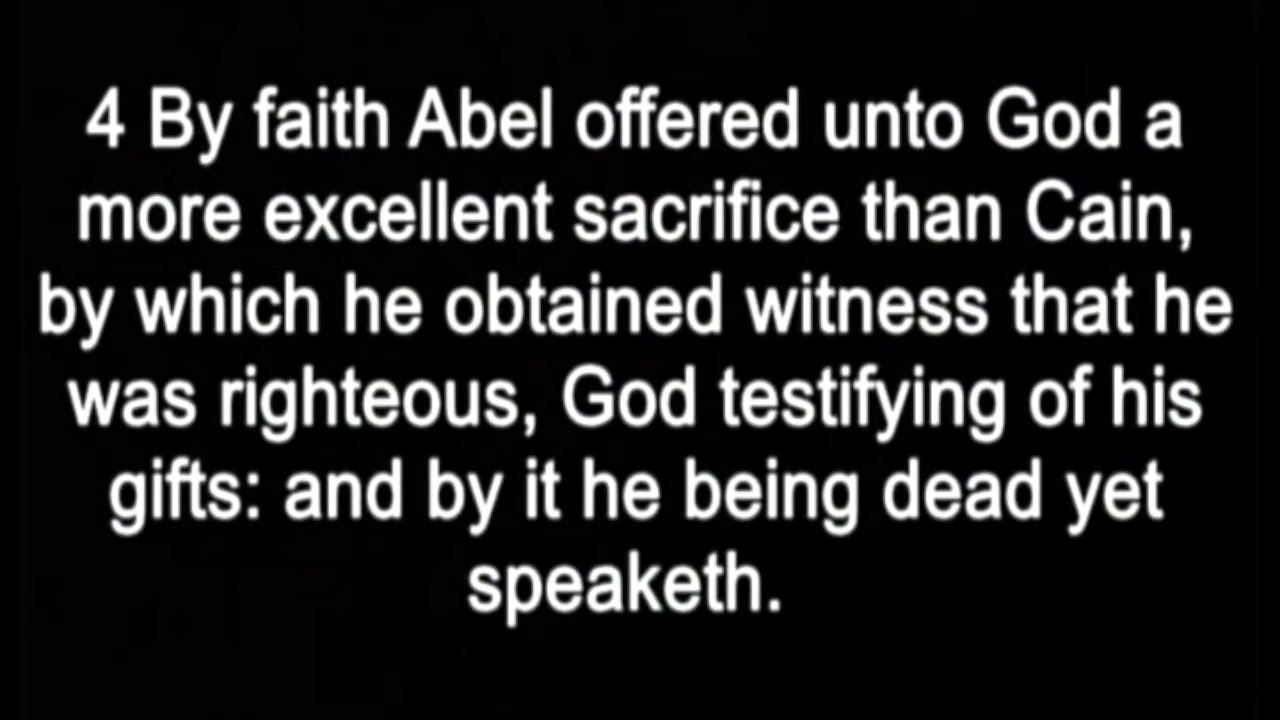 4 By faith Abel offered unto God a
more excellent sacrifice than Cain,
by which he obtained witness that he
was righteous, God testifying of his
gifts: and by it he being dead yet
speaketh.